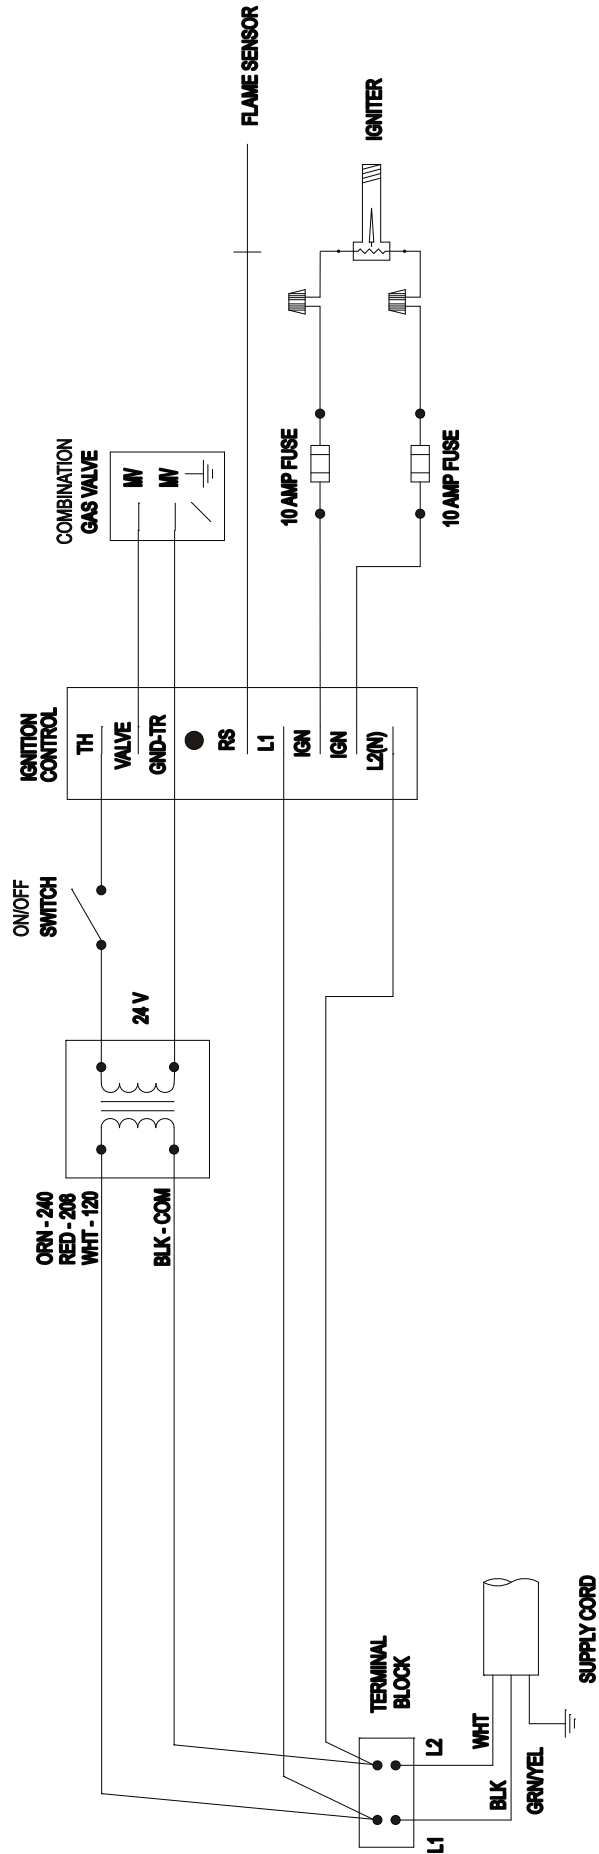 FLAME SENSOR
IGNITER
COMBINATION
GAS VALVE
MV
MV
10 AMP FUSE
10 AMP FUSE
IGNITION
CONTROL
TH
VALVE
GND-TR
RS
L1
IGN
IGN
L2(N)
ON/OFF
SWITCH
24 V
ORN - 240
RED - 208
WHT - 120
BLK - COM
TERMINAL
BLOCK
L2
L1
WHT
BLK
GRN/YEL
SUPPLY CORD